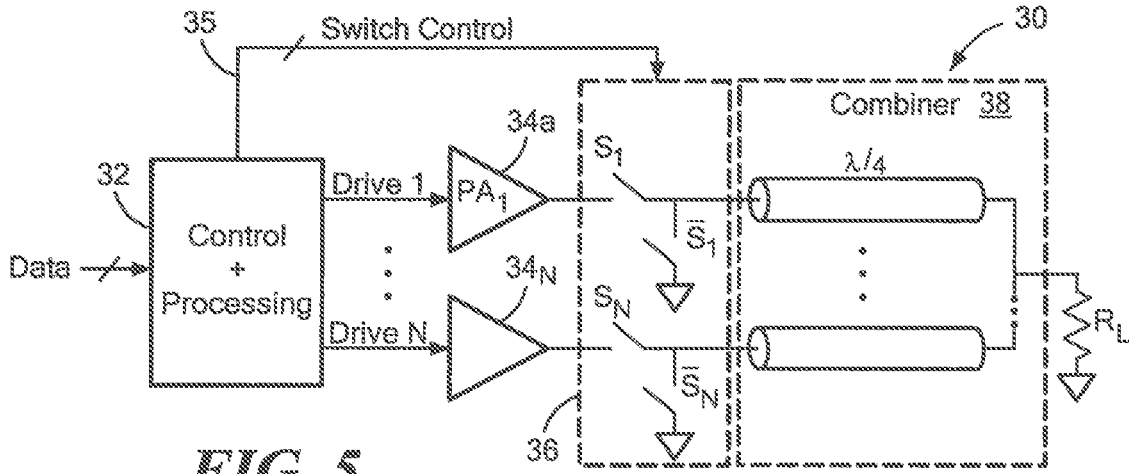 35
Switch Control
30
Combiner 38
34a
λ/4
32
Drive 1
PA1
S1
S̄1
Control
+
Processing
Data
34N
SN
S̄N
Drive N
RL
36
FIG. 5